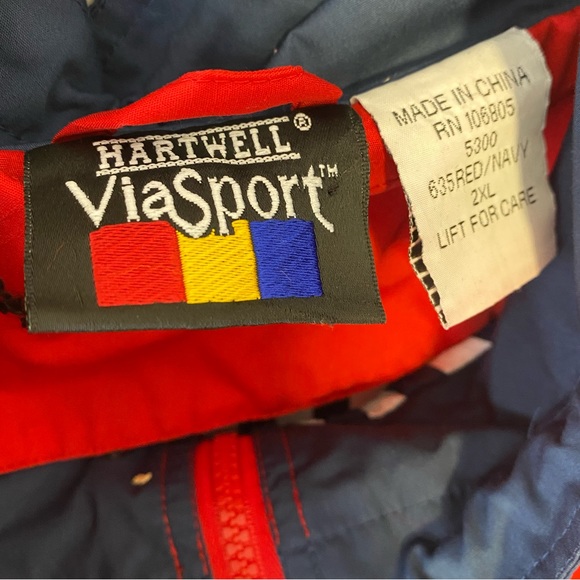 HARTWELL®
ViaSport™
MADE IN CHINA
RN 106805
5300
635RED/NAVY
2XL
LIFT FOR CARE